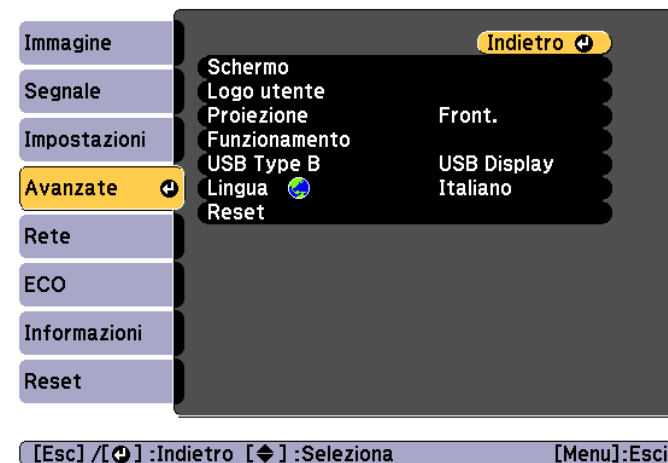 Immagine
Segnale
Impostazioni
Avanzate
Rete
ECO
Informazioni
Reset
Indietro
Schermo
Logo utente
Proiezione Front.
Funzionamento
USB Type B USB Display
Lingua Italiano
Reset
[Esc] /[ ] :Indietro [ ] :Seleziona [Menu]:Esci